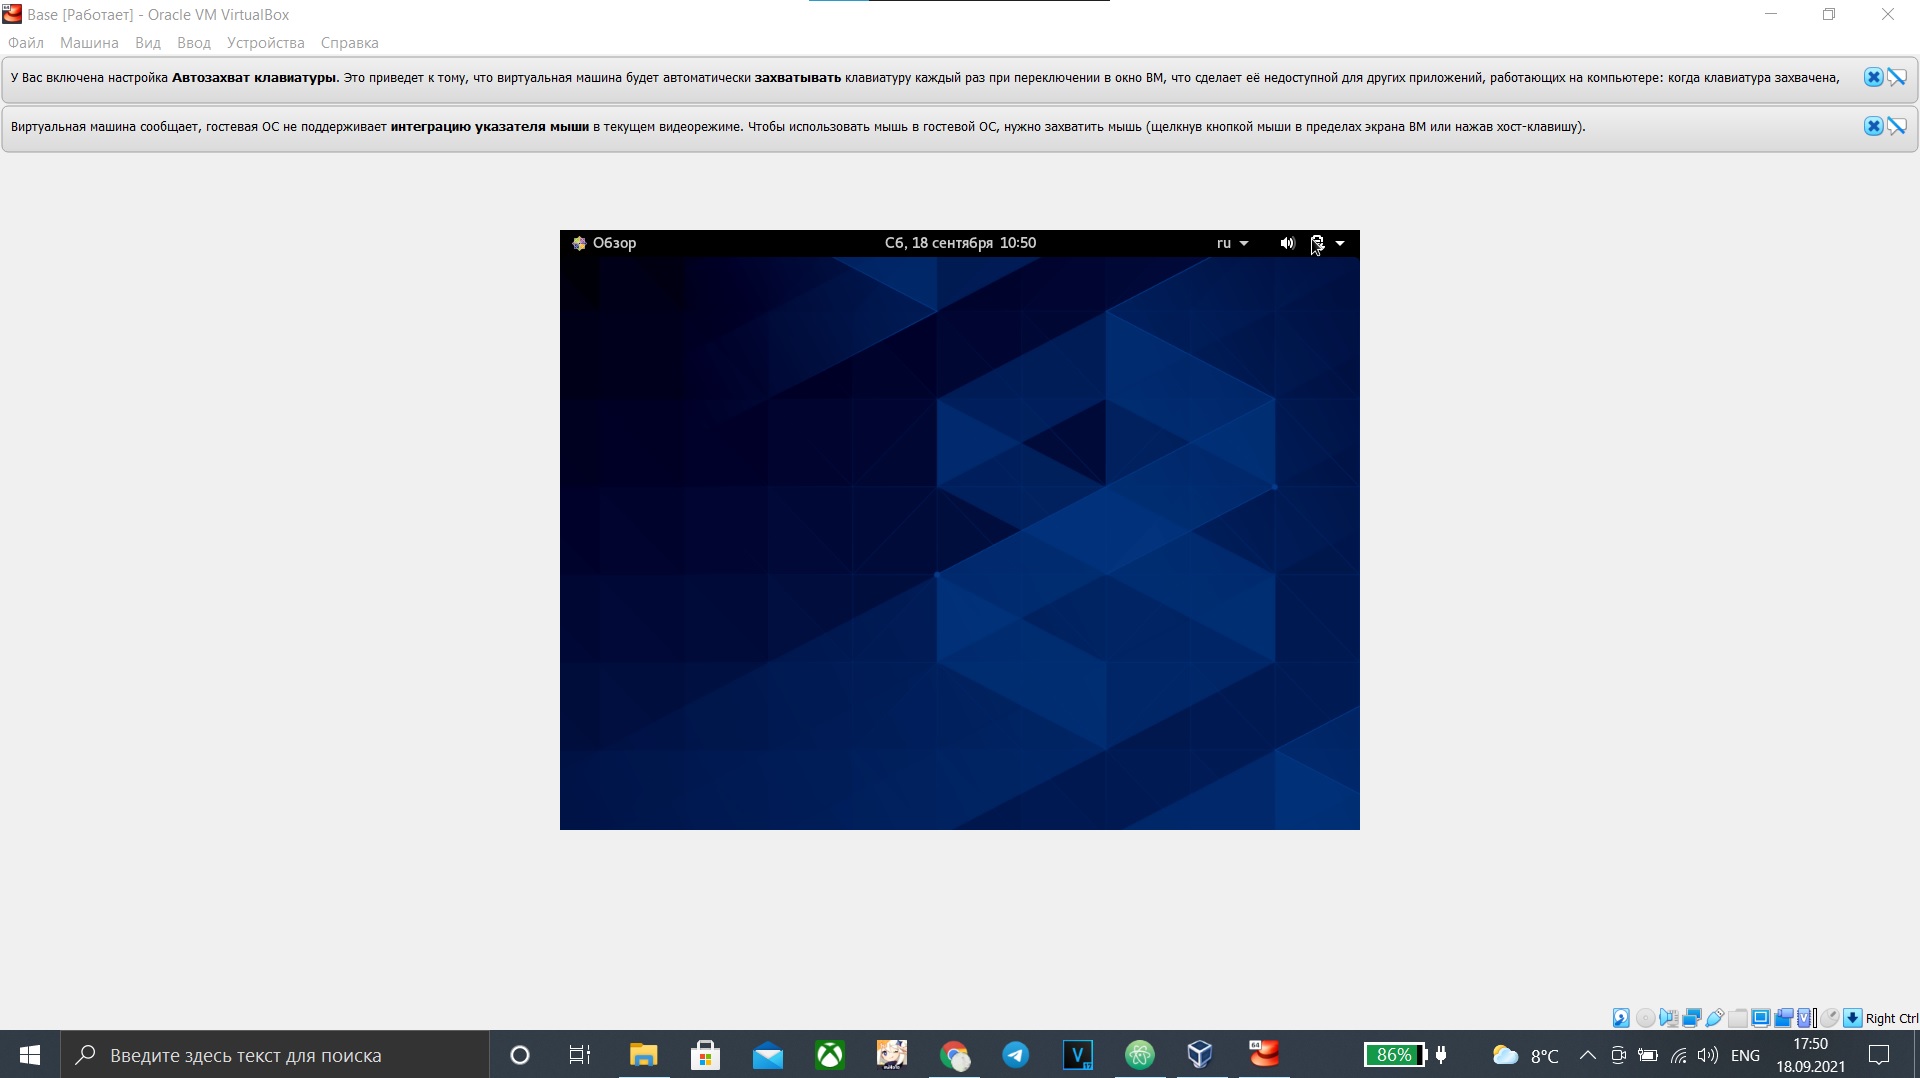 Base [Работает] - Oracle VM VirtualBox
Файл Машина Вид Ввод Устройства Справка
У Вас включена настройка Автозахват клавиатуры. Это приведет к тому, что виртуальная машина будет автоматически захватывать клавиатуру каждый раз при переключении в окно ВМ, что сделает её недоступной для других приложений, работающих на компьютере: когда клавиатура захвачена,
Виртуальная машина сообщает, гостевая ОС не поддерживает интеграцию указателя мыши в текущем видеорежиме. Чтобы использовать мышь в гостевой ОС, нужно захватить мышь (щелкнув кнопкой мыши в пределах экрана ВМ или нажав хост-клавишу).
Обзор Сб, 18 сентября 10:50 ru
Right Ctrl
Введите здесь текст для поиска 86% 8°C ENG 17:50
18.09.2021